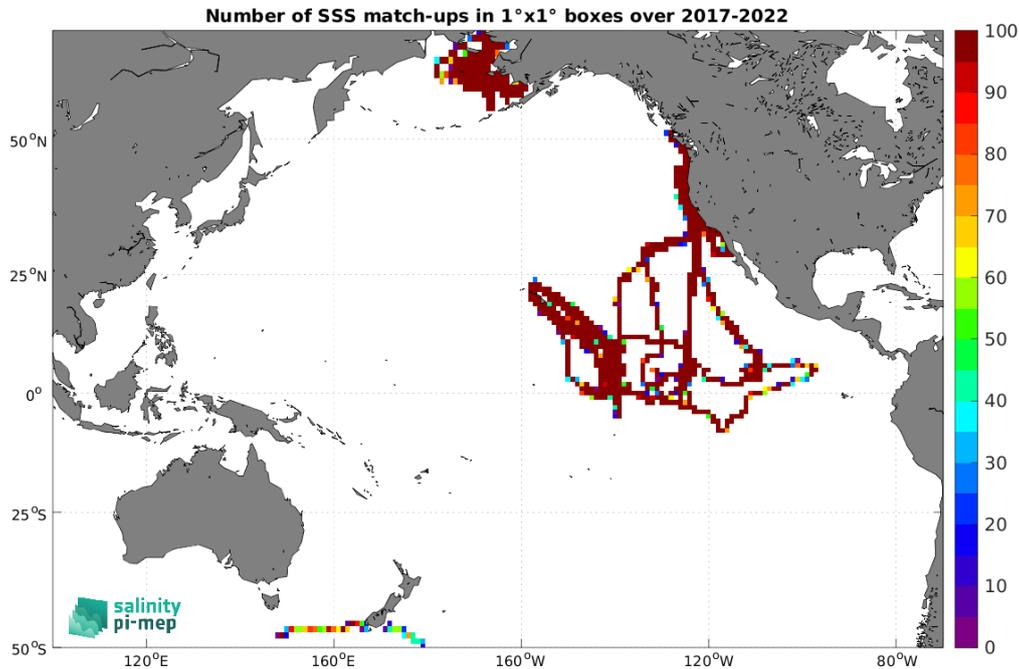 Number of SSS match-ups in 1°x1° boxes over 2017-2022
100
90
80
70
60
50
40
30
20
10
0
50°N
25°N
0°
25°S
50°S
120°E
160°E
160°W
120°W
80°W
salinity
pi-mep